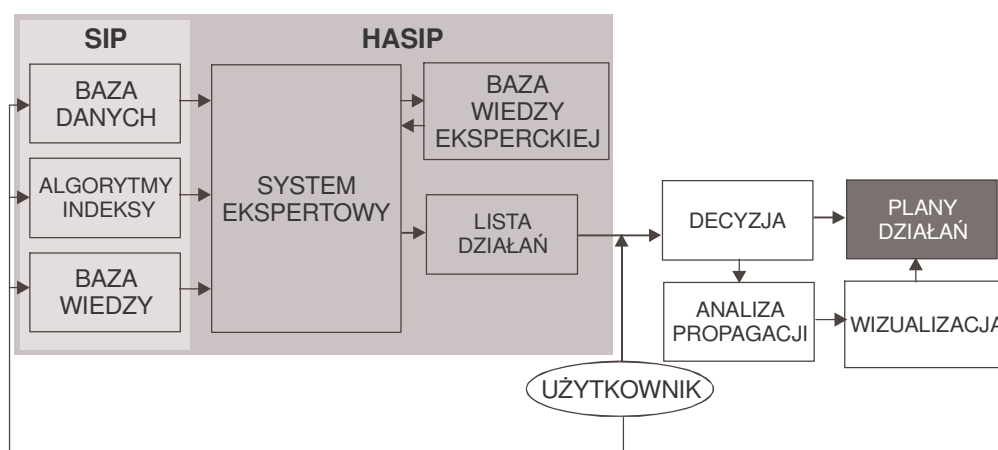 SIP
HASIP
BAZA
DANYCH
ALGORYTMY
INDEKSY
BAZA
WIEDZY
SYSTEM
EKSPERTOWY
BAZA
WIEDZY
EKSPERCKIEJ
LISTA
DZIAŁAŃ
DECYZJA
PLANY
DZIAŁAŃ
ANALIZA
PROPAGACJI
WIZUALIZACJA
UŻYTKOWNIK